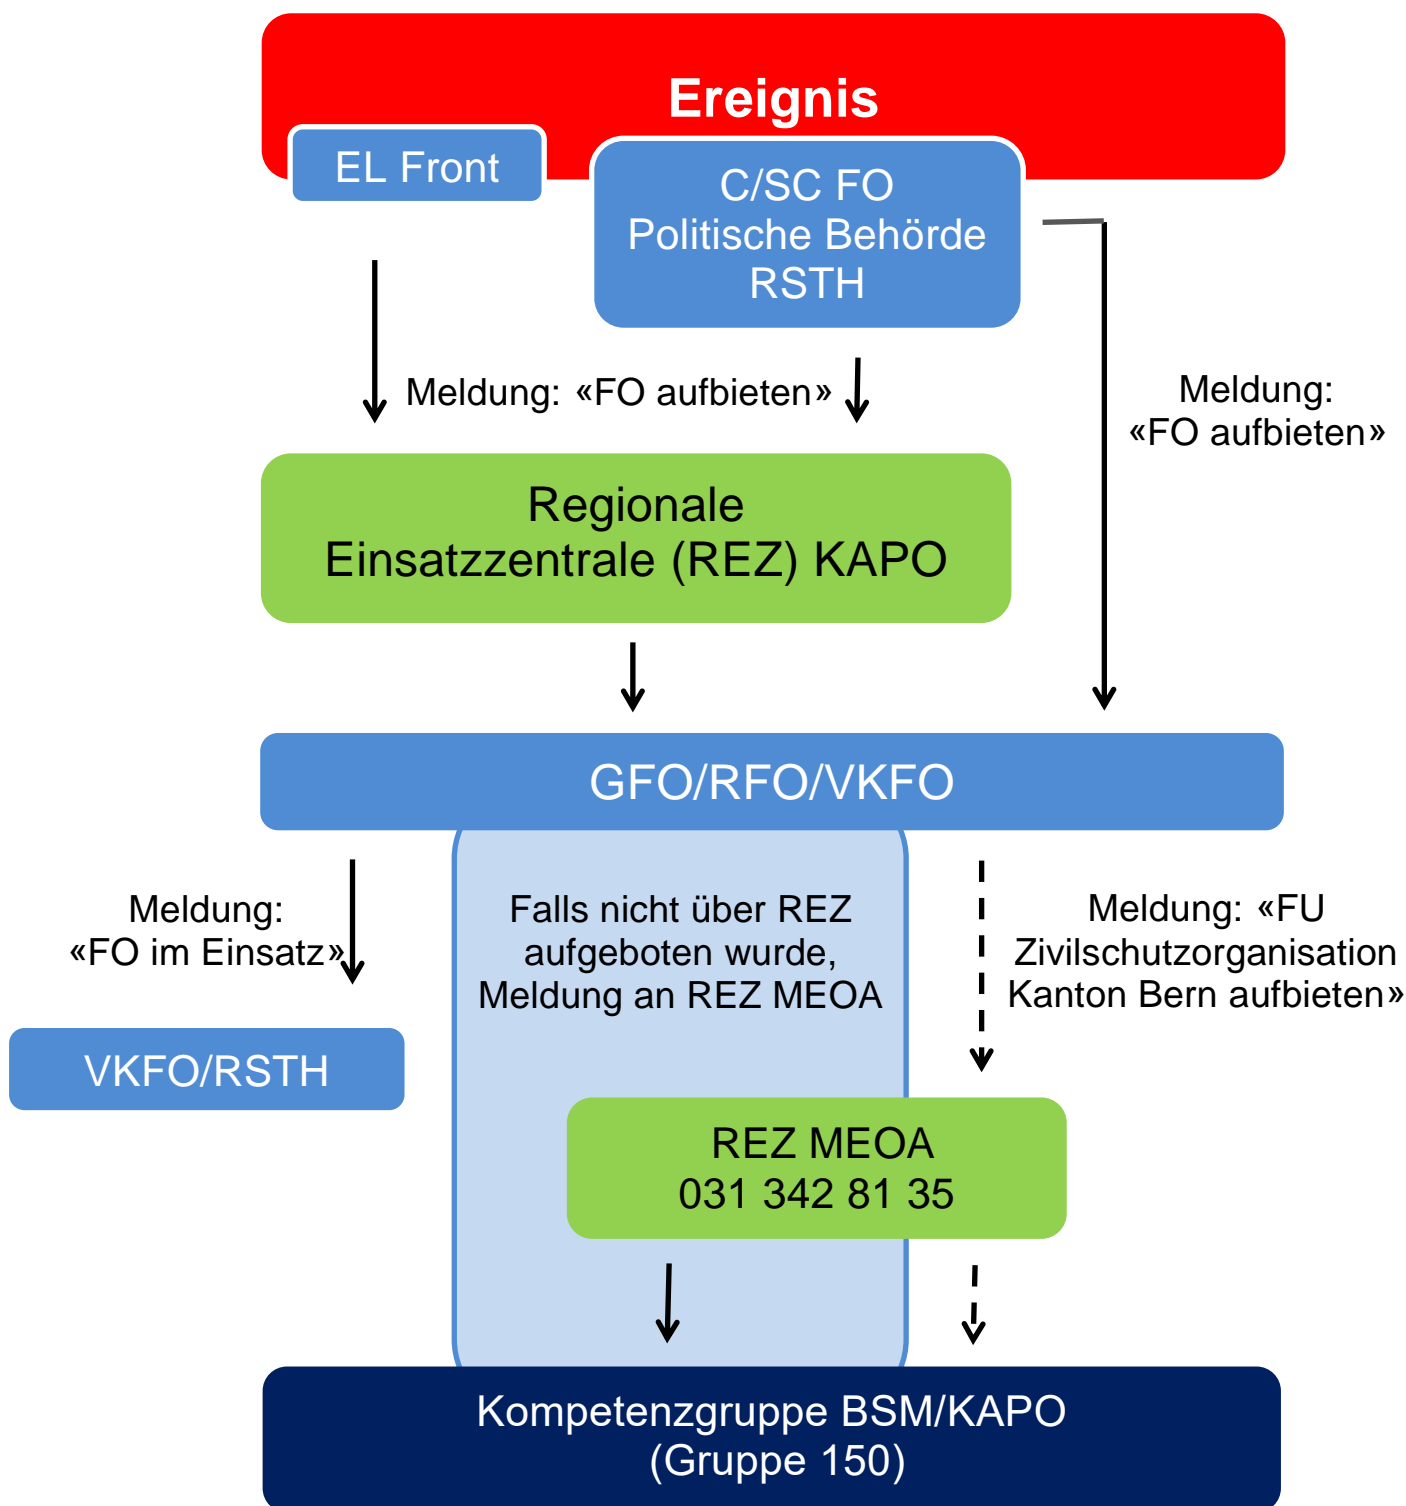 Ereignis
EL Front
C/SC FO
Politische Behörde
RSTH
Meldung: «FO aufbieten»
Meldung:
«FO aufbieten»
Regionale
Einsatzzentrale (REZ) KAPO
GFO/RFO/VKFO
Meldung:
«FO im Einsatz»
Falls nicht über REZ
aufgeboten wurde,
Meldung an REZ MEOA
Meldung: «FU
Zivilschutzorganisation
Kanton Bern aufbieten»
VKFO/RSTH
REZ MEOA
031 342 81 35
Kompetenzgruppe BSM/KAPO
(Gruppe 150)